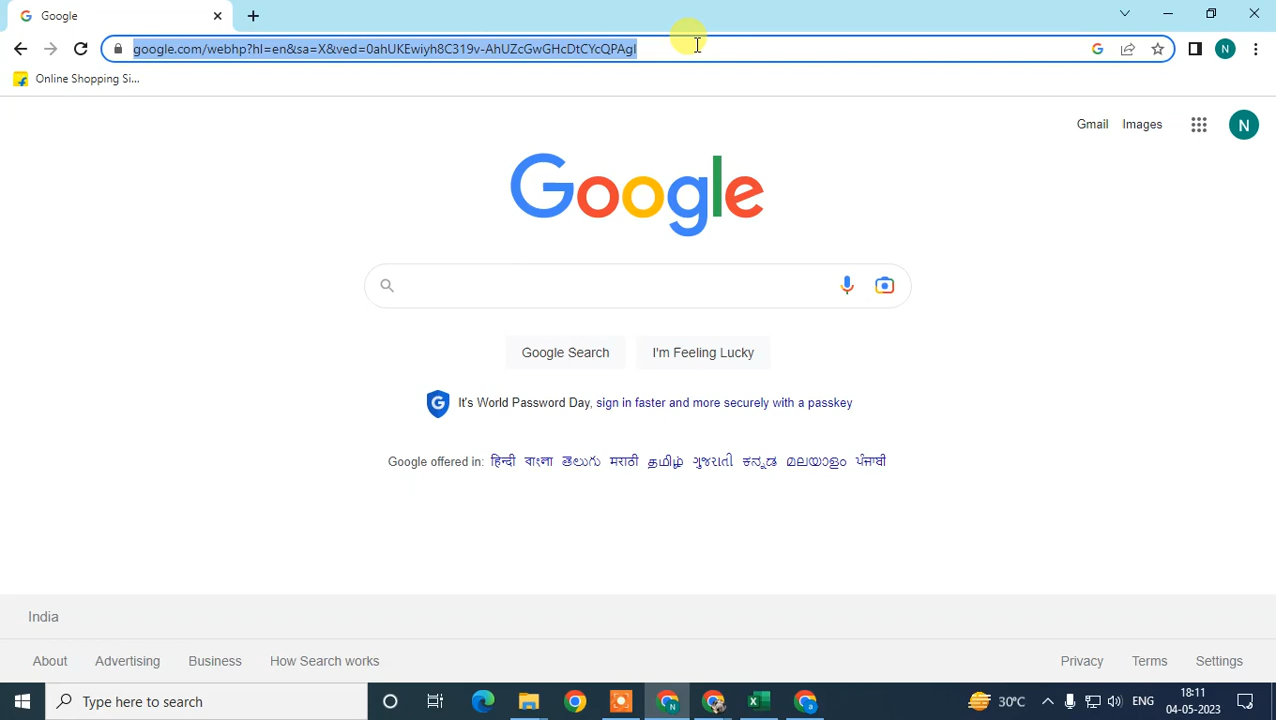 Google
google.com/webhp?hl=en&sa=X&ved=0ahUKEwiyh8C319v-AhUZcGwGHcDtCYcQPAgI
N
Online Shopping Si...
Gmail Images
N
Google
Google Search I'm Feeling Lucky
It's World Password Day, sign in faster and more securely with a passkey
Google offered in: हिन्दी বাংলা తెలుగు मराठी தமிழ் ગુજરાતી ಕನ್ನಡ മലയാളം ਪੰਜਾਬੀ
India
About Advertising Business How Search works Privacy Terms Settings
Type here to search 30°C ENG 18:11
04-05-2023